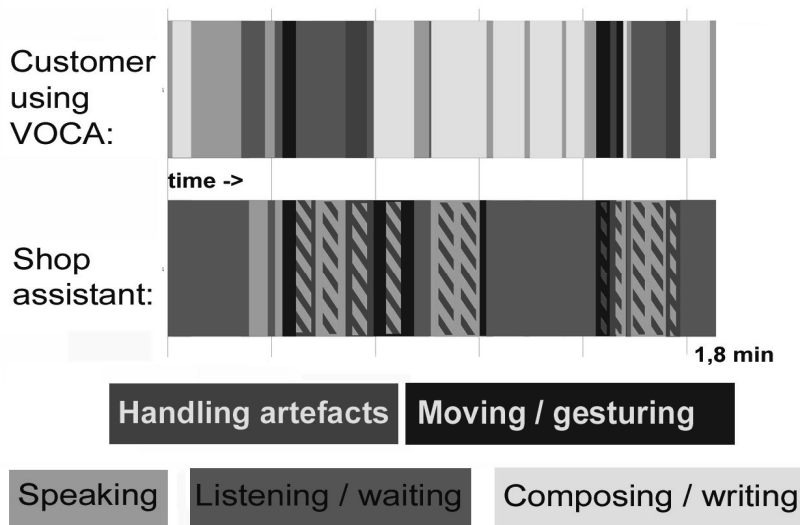 Customer
using
VOCA:
time ->
Shop
assistant:
1,8 min
Handling artefacts
Moving / gesturing
Speaking
Listening / waiting
Composing / writing